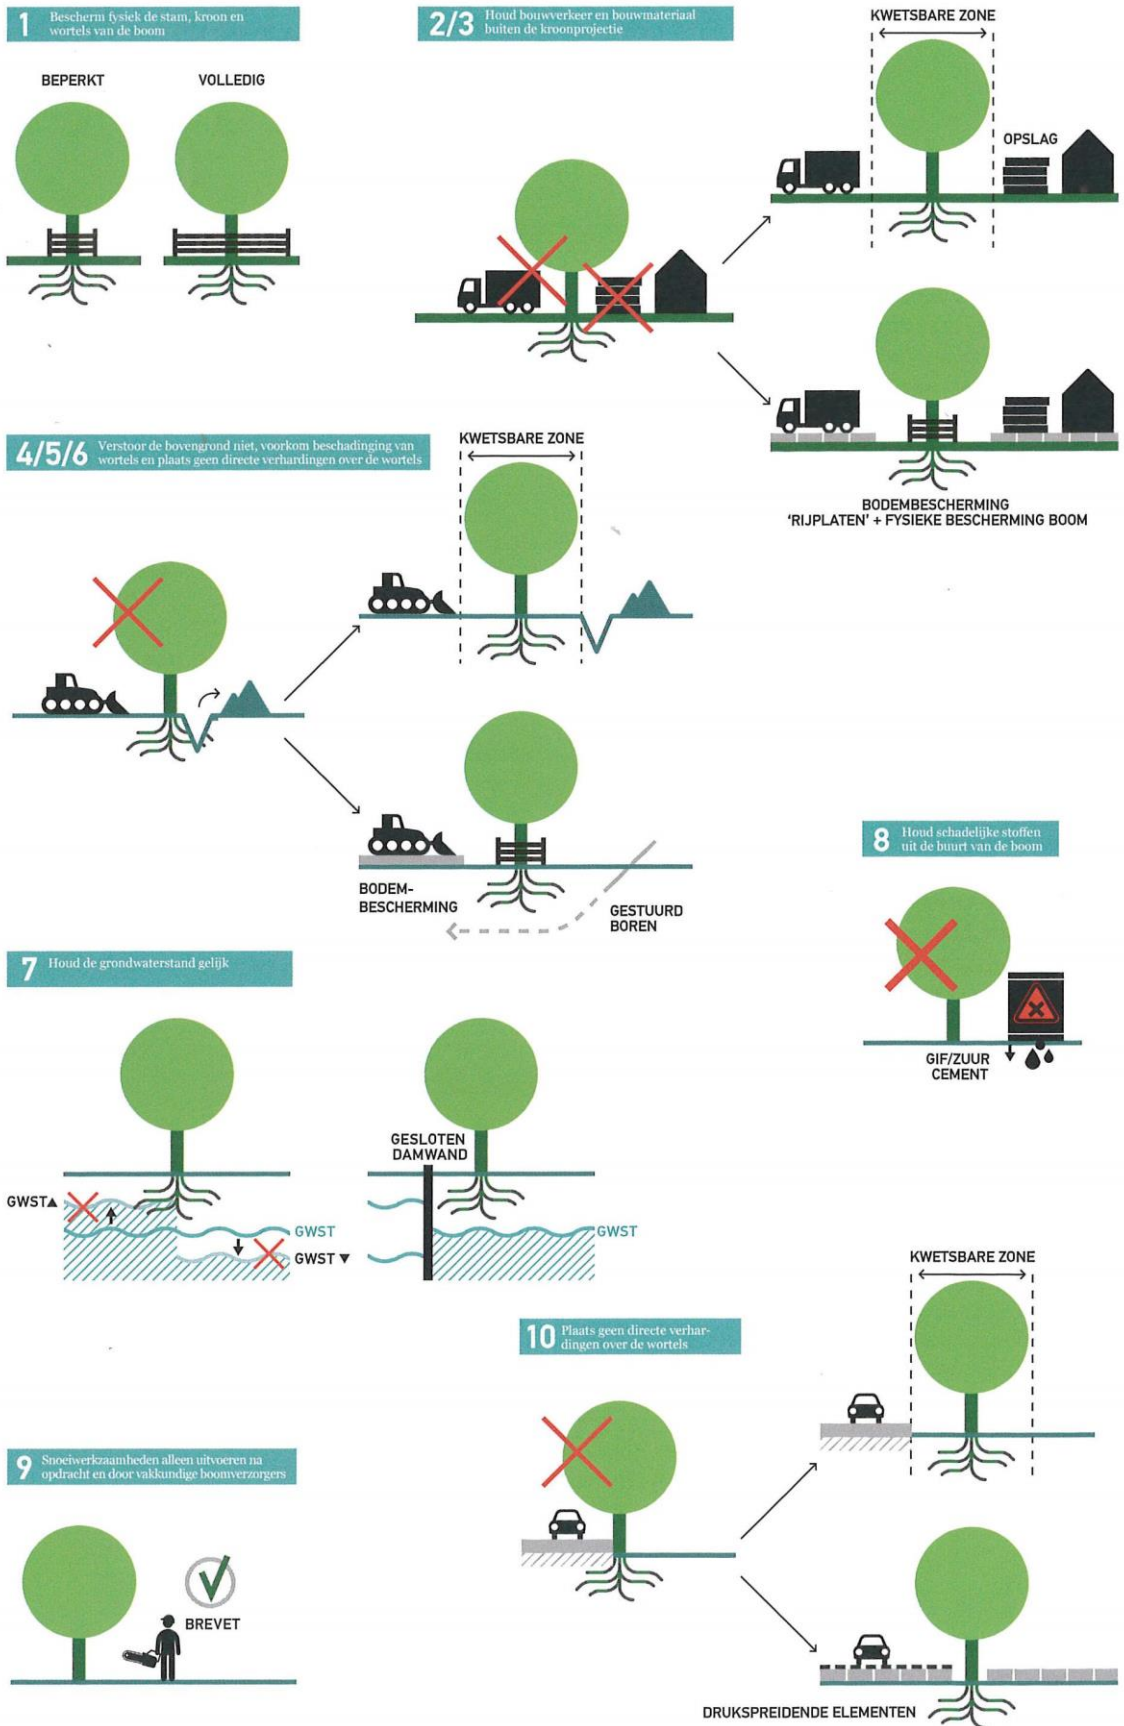 1 Bescherm fysiek de stam, kroon en
wortels van de boom
BEPERKT
VOLLEDIG
2/3 Houd bouwverkeer en bouwmateriaal
buiten de kroonprojectie
KWETSBARE ZONE
OPSLAG
BODEMBESCHERMING
'RIJPLATEN' + FYSIEKE BESCHERMING BOOM
4/5/6 Verstoor de bovengrond niet, voorkom beschadinging van
wortels en plaats geen directe verhardingen over de wortels
KWETSBARE ZONE
BODEM-
BESCHERMING
GESTUURD
BOREN
7 Houd de grondwaterstand gelijk
GWST▲
GWST
GWST ▼
GESLOTEN
DAMWAND
GWST
8 Houd schadelijke stoffen
uit de buurt van de boom
GIF/ZUUR
CEMENT
9 Snoeiwerkzaamheden alleen uitvoeren na
opdracht en door vakkundige boomverzorgers
BREVET
10 Plaats geen directe verhar-
dingen over de wortels
KWETSBARE ZONE
DRUKSPREIDENDE ELEMENTEN